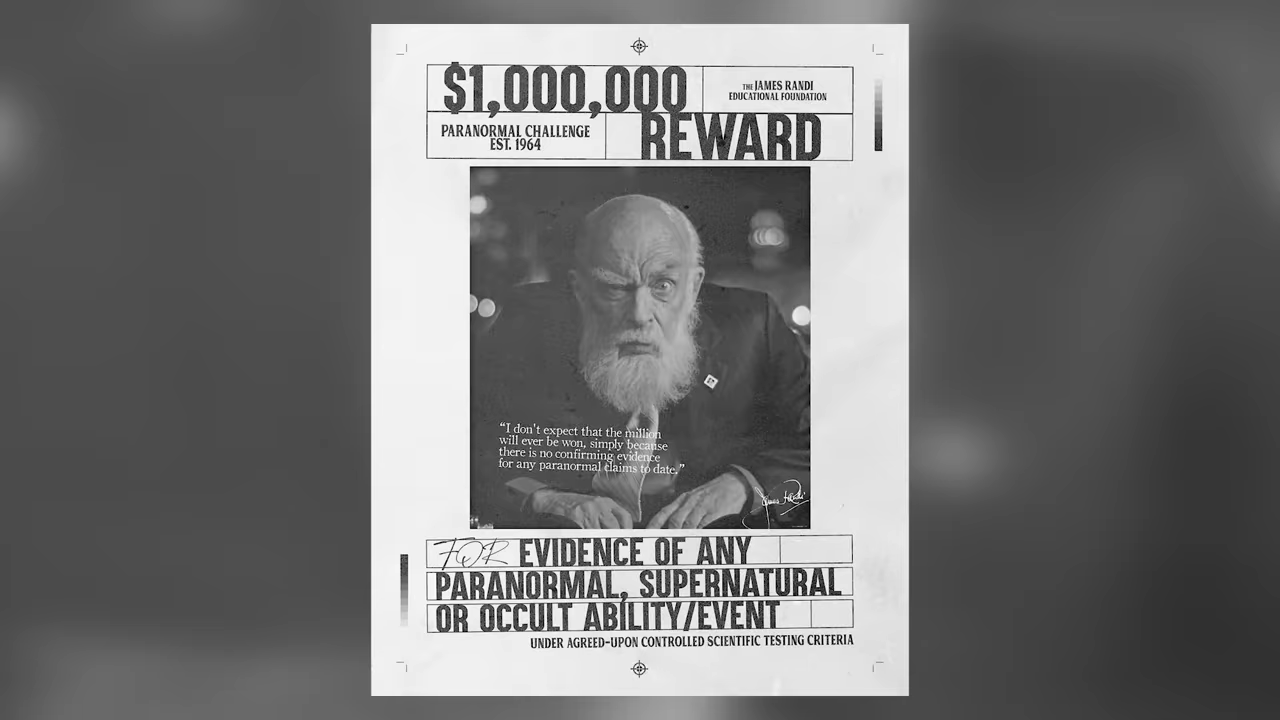 $1,000,000
THE JAMES RANDI
EDUCATIONAL FOUNDATION
PARANORMAL CHALLENGE
EST. 1964
REWARD
“I don't expect that the million
will ever be won, simply because
there is no confirming evidence
for any paranormal claims to date.”
James Randi
FOR EVIDENCE OF ANY
PARANORMAL, SUPERNATURAL
OR OCCULT ABILITY/EVENT
UNDER AGREED-UPON CONTROLLED SCIENTIFIC TESTING CRITERIA